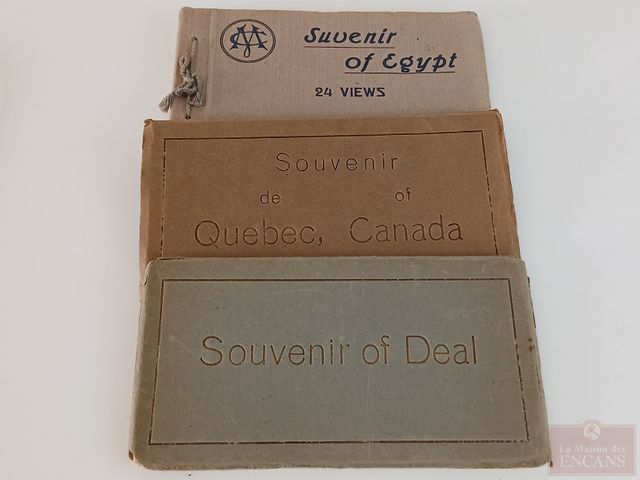 Suvenir
of Egypt
24 VIEWS
Souvenir
de of
Quebec, Canada
Souvenir of Deal
La Maison des
ENCANS